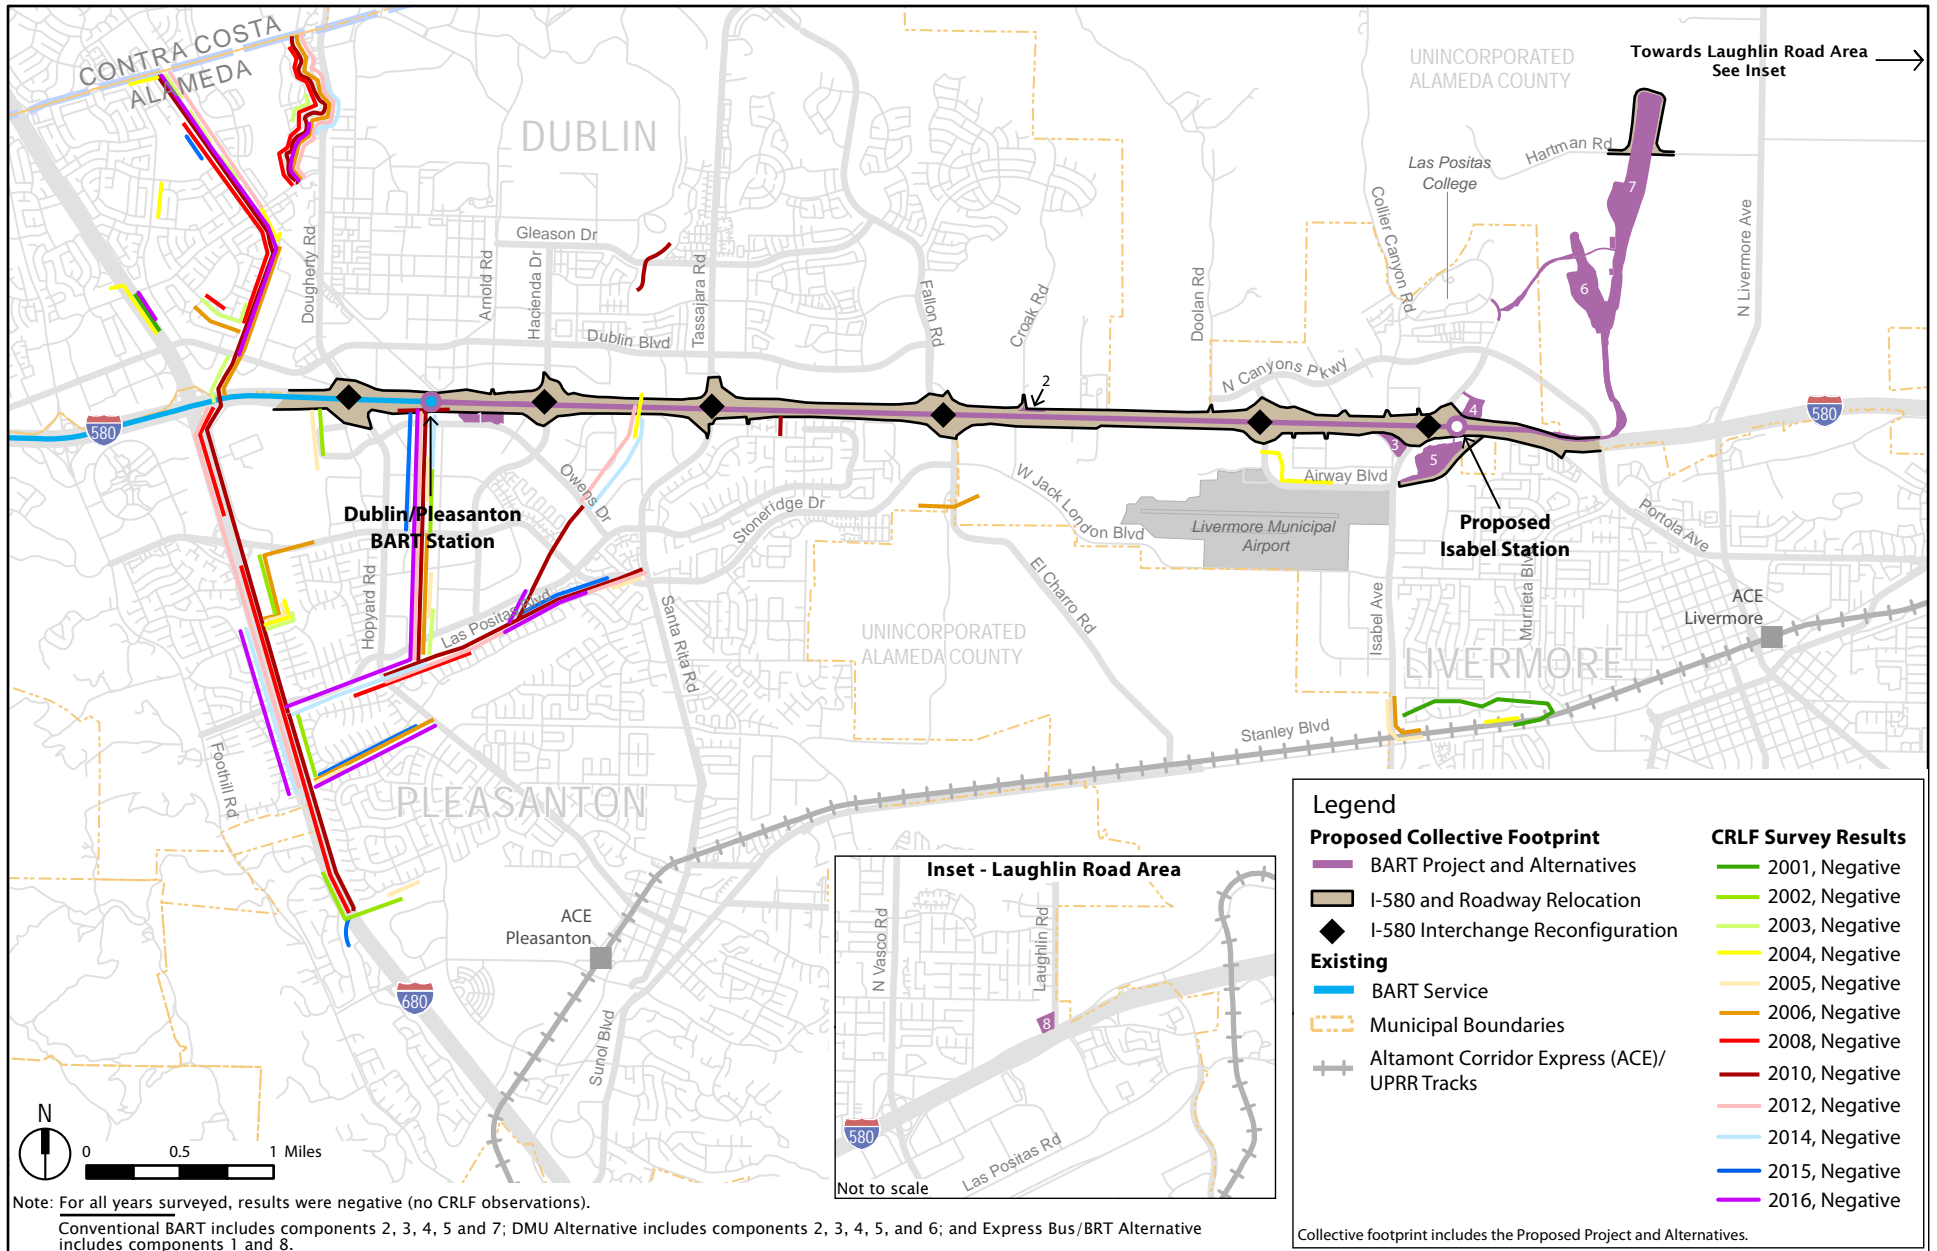 CONTRA COSTA
ALAMEDA
DUBLIN
UNINCORPORATED
ALAMEDA COUNTY
Towards Laughlin Road Area
See Inset
Hartman Rd
Las Positas
College
7
6
N Livermore Ave
Collier Canyon Rd
Gleason Dr
Dougherty Rd
Arnold Rd
Hacienda Dr
Tassajara Rd
Dublin Blvd
Fallon Rd
Croak Rd
Doolan Rd
N Canyons Pkwy
2
4
3
5
580
580
Airway Blvd
Owens Dr
Stoneridge Dr
W Jack London Blvd
Livermore Municipal
Airport
Dublin/Pleasanton
BART Station
Proposed
Isabel Station
Portola Ave
Hopyard Rd
Las Positas Blvd
Santa Rita Rd
El Charro Rd
Isabel Ave
Murrieta Blvd
ACE
Livermore
UNINCORPORATED
ALAMEDA COUNTY
LIVERMORE
Stanley Blvd
Foothill Rd
PLEASANTON
ACE
Pleasanton
680
Sunol Blvd
Inset - Laughlin Road Area
N Vasco Rd
Laughlin Rd
8
580
Las Positas Rd
Not to scale
Legend
Proposed Collective Footprint
BART Project and Alternatives
I-580 and Roadway Relocation
I-580 Interchange Reconfiguration
Existing
BART Service
Municipal Boundaries
Altamont Corridor Express (ACE)/
UPRR Tracks
CRLF Survey Results
2001, Negative
2002, Negative
2003, Negative
2004, Negative
2005, Negative
2006, Negative
2008, Negative
2010, Negative
2012, Negative
2014, Negative
2015, Negative
2016, Negative
Collective footprint includes the Proposed Project and Alternatives.
N
0 0.5 1 Miles
Note: For all years surveyed, results were negative (no CRLF observations).
Conventional BART includes components 2, 3, 4, 5 and 7; DMU Alternative includes components 2, 3, 4, 5, and 6; and Express Bus/BRT Alternative
includes components 1 and 8.